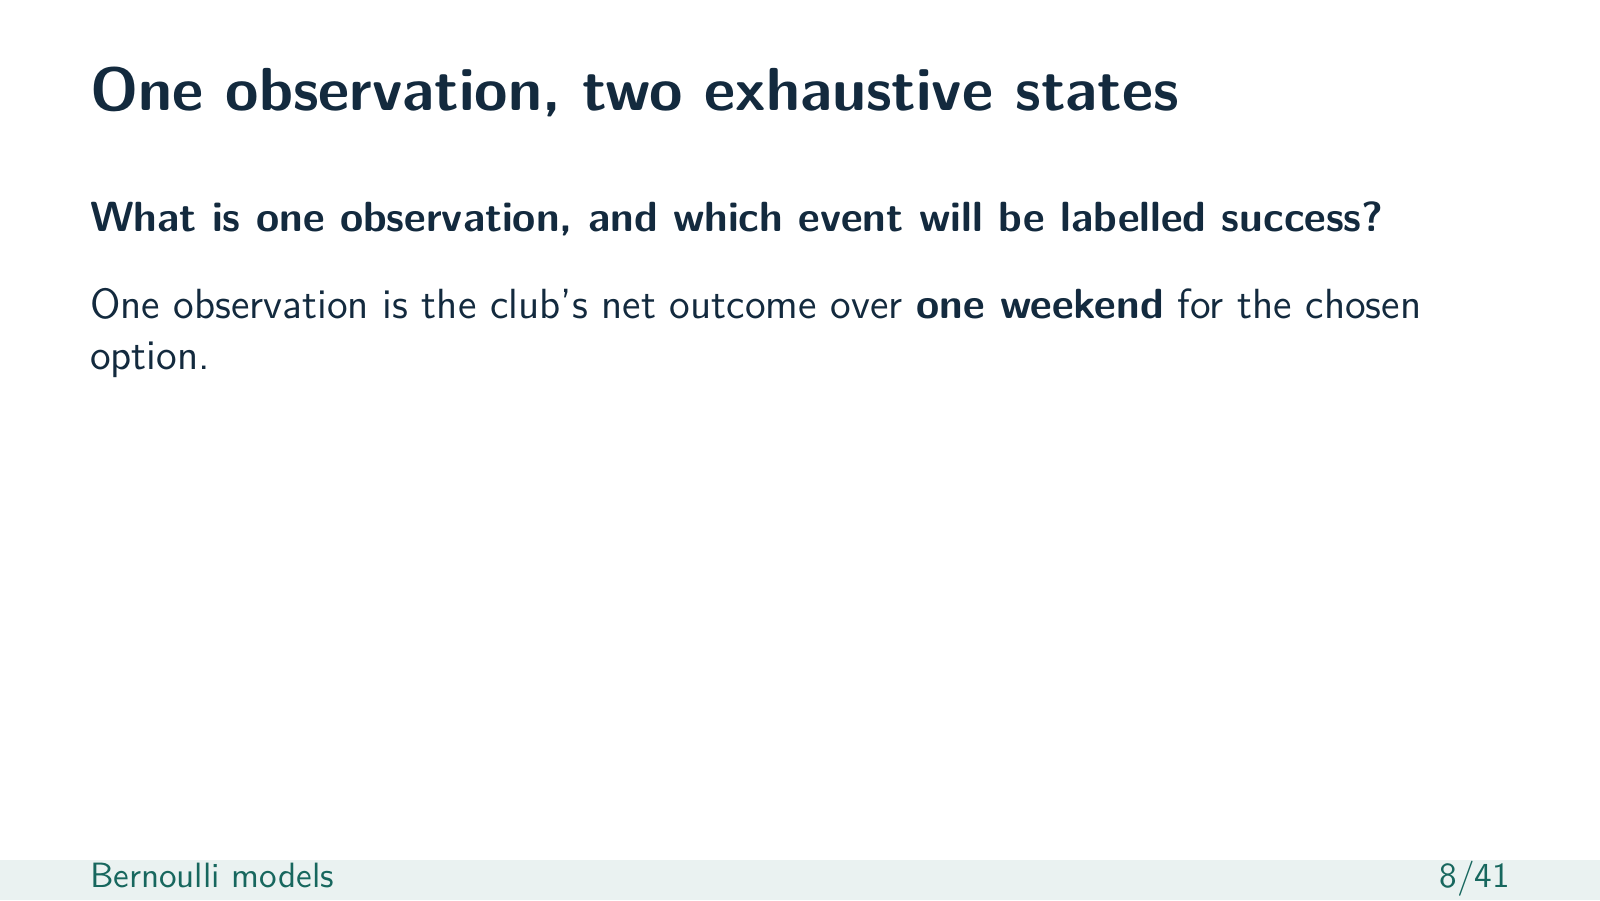 One observation, two exhaustive states
What is one observation, and which event will be labelled success?
One observation is the club's net outcome over one weekend for the chosen
option.
Bernoulli models
8/41